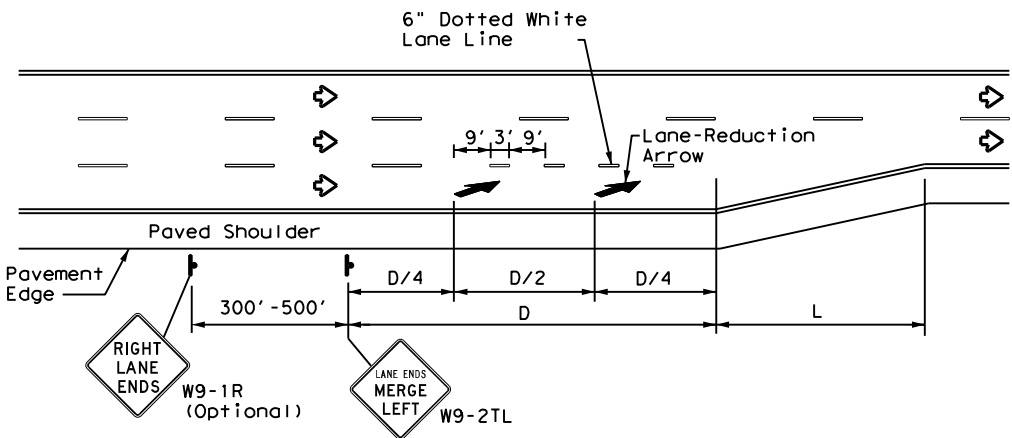 6" Dotted White
Lane Line
9' 3' 9'
Lane-Reduction
Arrow
Paved Shoulder
Pavement
Edge
D/4 D/2 D/4
300'-500' D L
RIGHT
LANE
ENDS
W9-1R
(Optional)
LANE ENDS
MERGE
LEFT
W9-2TL